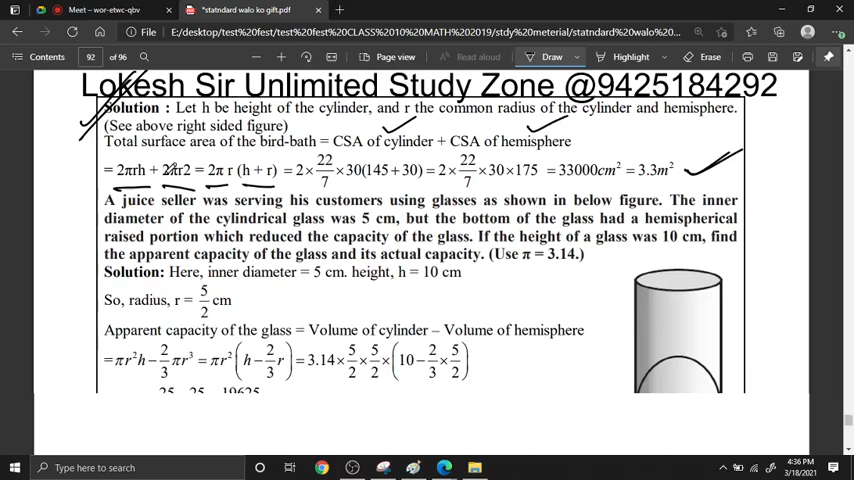 Meet – wor-etwc-qbv
*statndard walo ko gift.pdf
File
E:/desktop/test%20fest/test%20fest%20CLASS%2010%20MATH%202019/stdy%20meterial/statndard%20walo%...
Contents
92 of 96
Page view
Read aloud
Draw
Highlight
Erase
Lokesh Sir Unlimited Study Zone @9425184292
Solution : Let h be height of the cylinder, and r the common radius of the cylinder and hemisphere.
(See above right sided figure)
Total surface area of the bird-bath = CSA of cylinder + CSA of hemisphere
= 2πrh + 2πr2 = 2π r (h + r) = 2 × 22/7 × 30(145 + 30) = 2 × 22/7 × 30 × 175 = 33000cm² = 3.3m²
A juice seller was serving his customers using glasses as shown in below figure. The inner
diameter of the cylindrical glass was 5 cm, but the bottom of the glass had a hemispherical
raised portion which reduced the capacity of the glass. If the height of a glass was 10 cm, find
the apparent capacity of the glass and its actual capacity. (Use π = 3.14.)
Solution: Here, inner diameter = 5 cm. height, h = 10 cm
So, radius, r = 5/2 cm
Apparent capacity of the glass = Volume of cylinder – Volume of hemisphere
= πr²h – 2/3 πr³ = πr² (h – 2/3 r) = 3.14 × 5/2 × 5/2 × (10 – 2/3 × 5/2)
25 25 19625
Type here to search
4:36 PM
3/18/2021